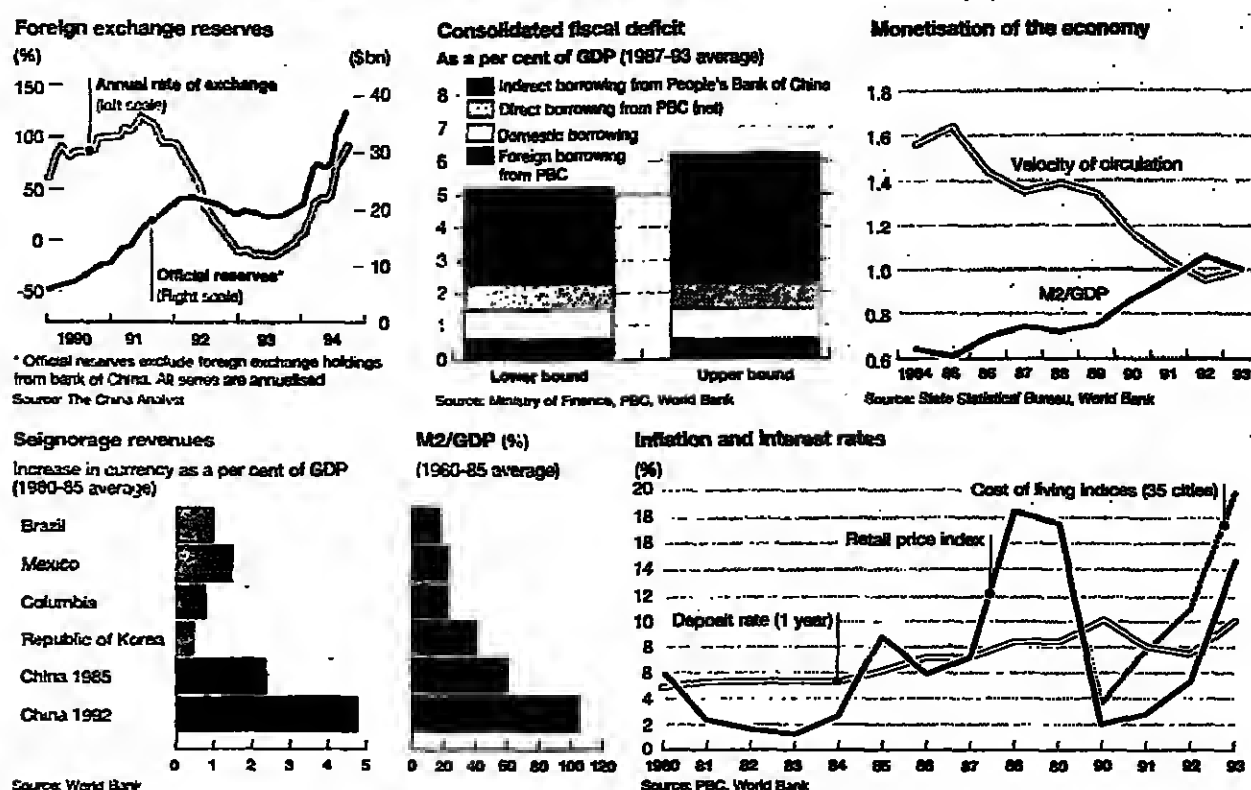 Foreign exchange reserves
(%)
($bn)
150
100
50
0
-50
Annual rate of exchange
(left scale)
40
30
20
10
0
Official reserves*
(Right scale)
1990 91 92 93 94
* Official reserves exclude foreign exchange holdings
from bank of China. All series are annualised
Source: The China Analyst
Consolidated fiscal deficit
As a per cent of GDP (1987-93 average)
Indirect borrowing from People's Bank of China
Direct borrowing from PBC (net)
Domestic borrowing
Foreign borrowing
from PBC
8
7
6
5
4
3
2
1
0
Lower bound Upper bound
Source: Ministry of Finance, PBC, World Bank
Monetisation of the economy
1.8
1.6
1.4
1.2
1.0
0.8
0.6
Velocity of circulation
M2/GDP
1984 85 86 87 88 89 90 91 92 93
Source: State Statistical Bureau, World Bank
Seignorage revenues
Increase in currency as a per cent of GDP
(1980-85 average)
Brazil
Mexico
Columbia
Republic of Korea
China 1985
China 1992
0 1 2 3 4 5
Source: World Bank
M2/GDP (%)
(1960-85 average)
0 20 40 60 80 100 120
Inflation and interest rates
(%)
20
18
16
14
12
10
8
6
4
2
0
Cost of living indices (35 cities)
Retail price index
Deposit rate (1 year)
1980 81 82 83 84 85 86 87 88 89 90 91 92 93
Source: PBC, World Bank